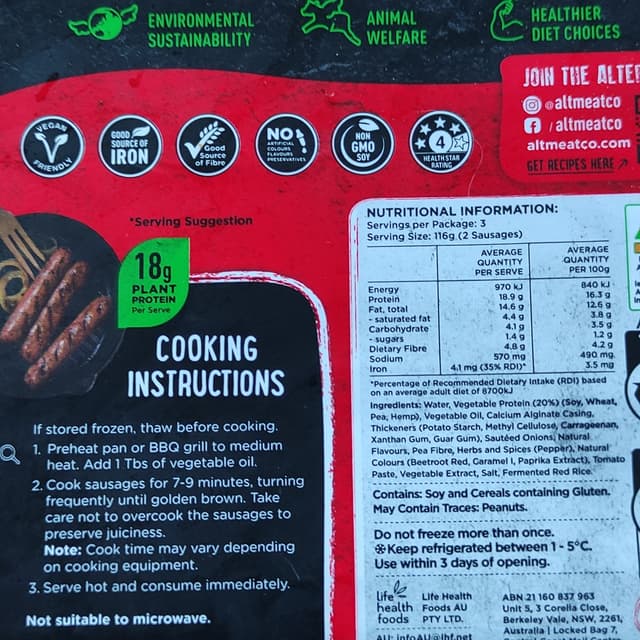 ENVIRONMENTAL
SUSTAINABILITY
ANIMAL
WELFARE
HEALTHIER
DIET CHOICES
JOIN THE
@altmeatco
/altmeatco
altmeatco.com
GET RECIPES HERE
VEGAN
FRIENDLY
GOOD
SOURCE OF
IRON
Good
Source
of Fibre
NO
ARTIFICIAL
COLOURS
FLAVOURS
PRESERVATIVES
NON
GMO
SOY
4
HEALTH STAR
RATING
*Serving Suggestion
18g
PLANT
PROTEIN
Per Serve
COOKING
INSTRUCTIONS
If stored frozen, thaw before cooking.
1. Preheat pan or BBQ grill to medium
heat. Add 1 Tbs of vegetable oil.
2. Cook sausages for 7-9 minutes, turning
frequently until golden brown. Take
care not to overcook the sausages to
preserve juiciness.
Note: Cook time may vary depending
on cooking equipment.
3. Serve hot and consume immediately.
Not suitable to microwave.
NUTRITIONAL INFORMATION:
Servings per Package: 3
Serving Size: 116g (2 Sausages)
AVERAGE QUANTITY PER SERVE AVERAGE QUANTITY PER 100g
Energy 970 kJ 840 kJ
Protein 18.9 g 16.3 g
Fat, total 14.6 g 12.6 g
- saturated fat 4.4 g 3.8 g
Carbohydrate 4.1 g 3.5 g
- sugars 1.4 g 1.2 g
Dietary Fibre 4.8 g 4.2 g
Sodium 570 mg 490 mg
Iron 4.1 mg (35% RDI)* 3.5 mg
*Percentage of Recommended Dietary Intake (RDI) based
on an average adult diet of 8700kJ
Ingredients: Water, Vegetable Protein (20%) (Soy, Wheat,
Pea, Hemp), Vegetable Oil, Calcium Alginate Casing,
Thickeners (Potato Starch, Methyl Cellulose, Carrageenan,
Xanthan Gum, Guar Gum), Sautéed Onions, Natural
Flavours, Pea Fibre, Herbs and Spices (Pepper), Natural
Colours (Beetroot Red, Caramel I, Paprika Extract), Tomato
Paste, Vegetable Extract, Salt, Fermented Red Rice.
Contains: Soy and Cereals containing Gluten.
May Contain Traces: Peanuts.
Do not freeze more than once.
Keep refrigerated between 1 - 5°C.
Use within 3 days of opening.
life
health
foods
Life Health
Foods AU
PTY LTD.
ABN 21 160 837 963
Unit 5, 3 Corella Close,
Berkeley Vale, NSW, 2261,
Australia | Locked Bag 7,